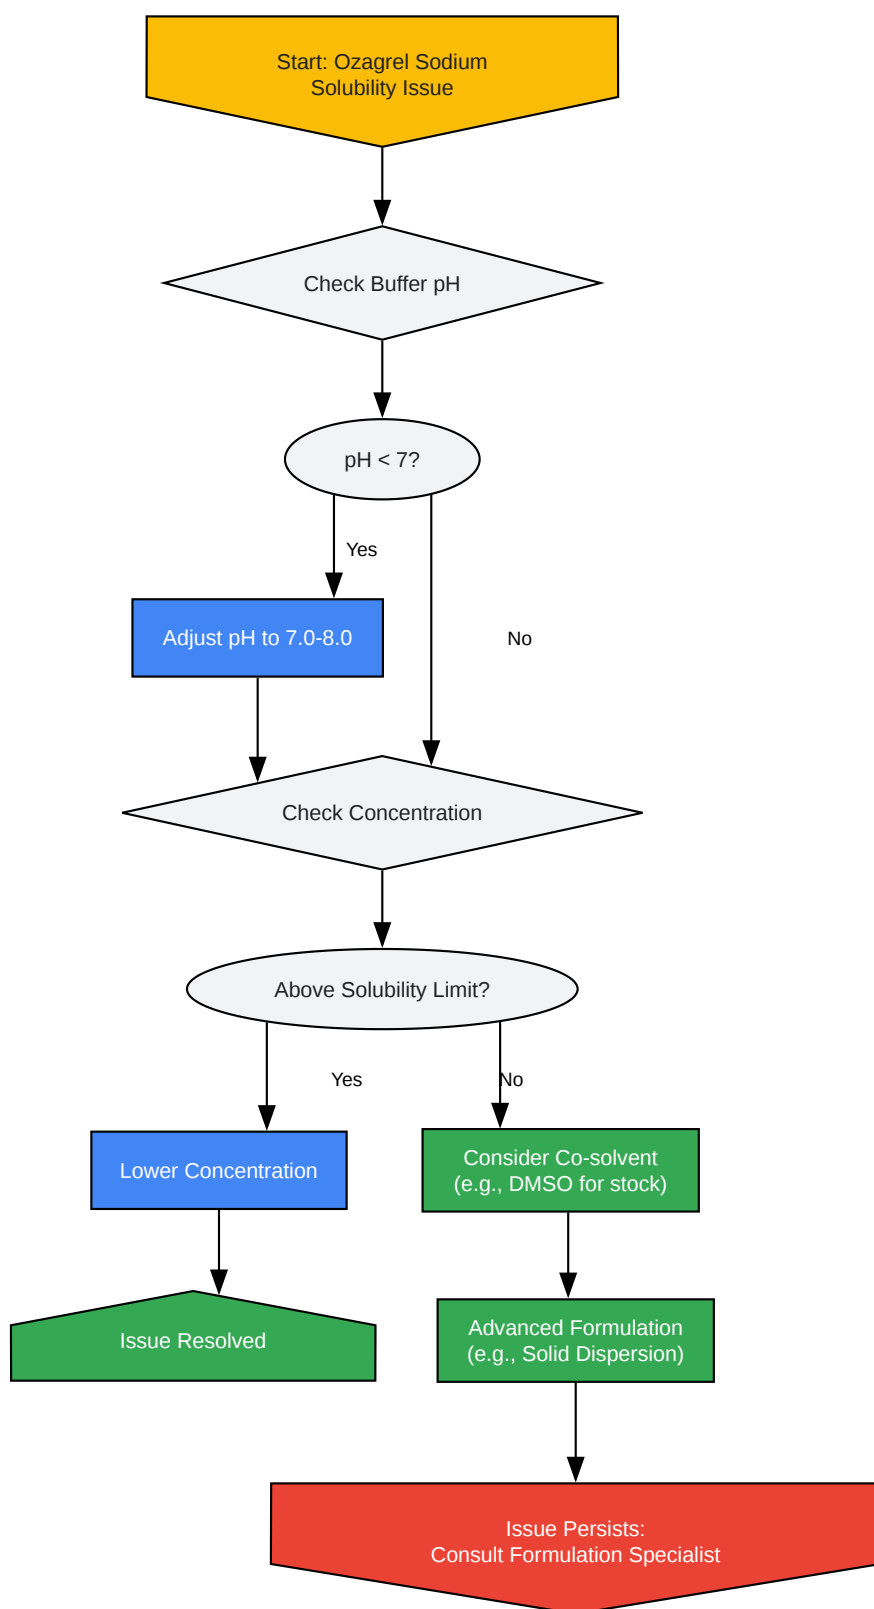 Start: Ozagrel Sodium
Solubility Issue
Check Buffer pH
pH < 7?
Yes
Adjust pH to 7.0-8.0
No
Check Concentration
Above Solubility Limit?
Yes
No
Lower Concentration
Consider Co-solvent
(e.g., DMSO for stock)
Issue Resolved
Advanced Formulation
(e.g., Solid Dispersion)
Issue Persists:
Consult Formulation Specialist